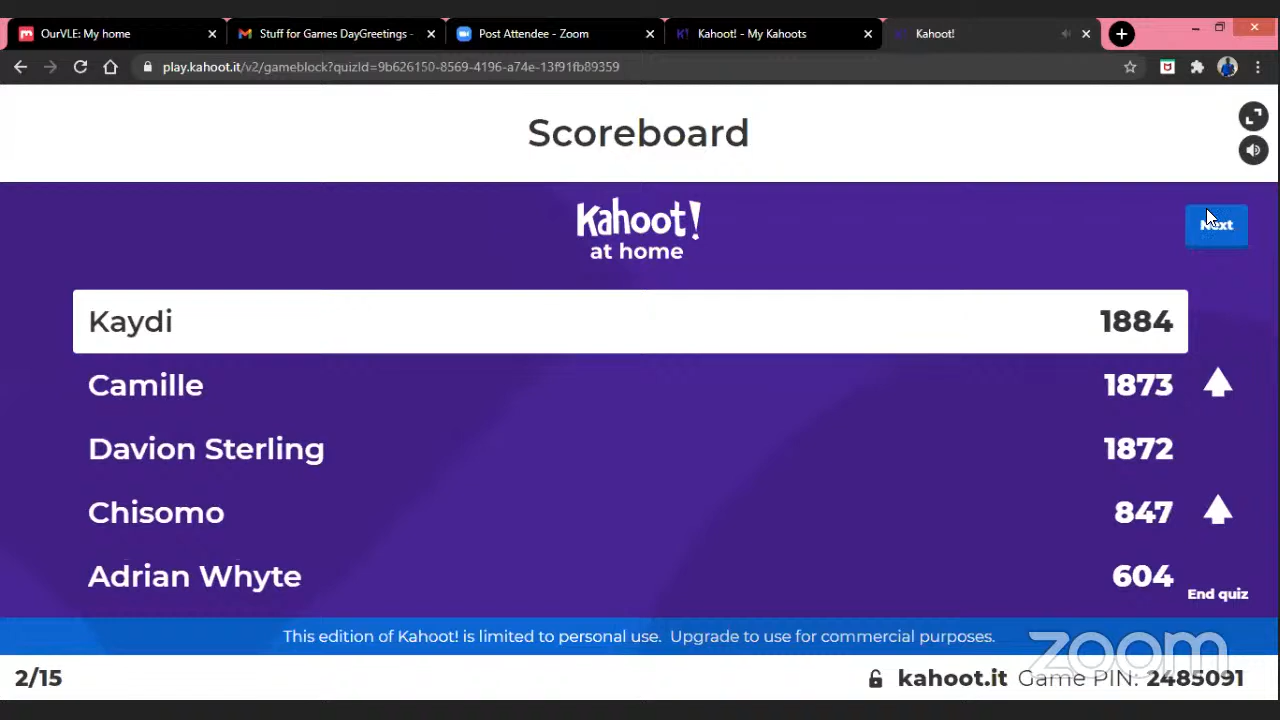 OurVLE: My home
Stuff for Games DayGreetings -
Post Attendee - Zoom
Kahoot! - My Kahoots
Kahoot!
play.kahoot.it/v2/gameblock?quizId=9b626150-8569-4196-a74e-13f91fb89359
Scoreboard
Kahoot!
at home
Next
Kaydi 1884
Camille 1873
Davion Sterling 1872
Chisomo 847
Adrian Whyte 604
End quiz
This edition of Kahoot! is limited to personal use. Upgrade to use for commercial purposes.
zoom
2/15 kahoot.it Game PIN: 2485091